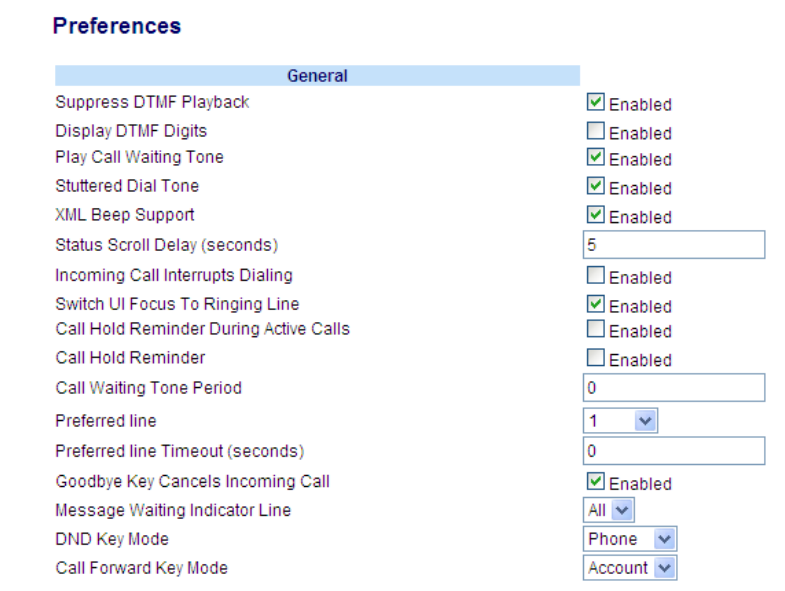 Preferences
General
Suppress DTMF Playback Enabled
Display DTMF Digits Enabled
Play Call Waiting Tone Enabled
Stuttered Dial Tone Enabled
XML Beep Support Enabled
Status Scroll Delay (seconds) 5
Incoming Call Interrupts Dialing Enabled
Switch UI Focus To Ringing Line Enabled
Call Hold Reminder During Active Calls Enabled
Call Hold Reminder Enabled
Call Waiting Tone Period 0
Preferred line 1
Preferred line Timeout (seconds) 0
Goodbye Key Cancels Incoming Call Enabled
Message Waiting Indicator Line All
DND Key Mode Phone
Call Forward Key Mode Account